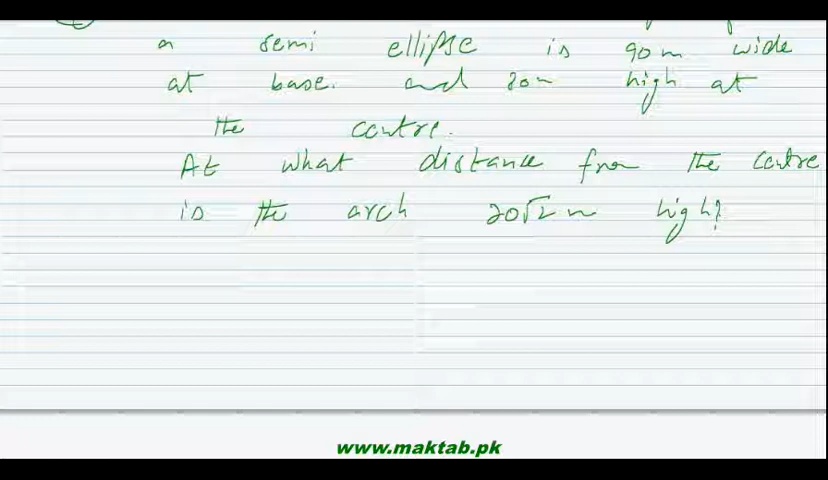 a semi ellipse is 90m wide
at base. and 30m high at
the centre.
At what distance from the centre
is the arch 20√2 m high?
www.maktab.pk